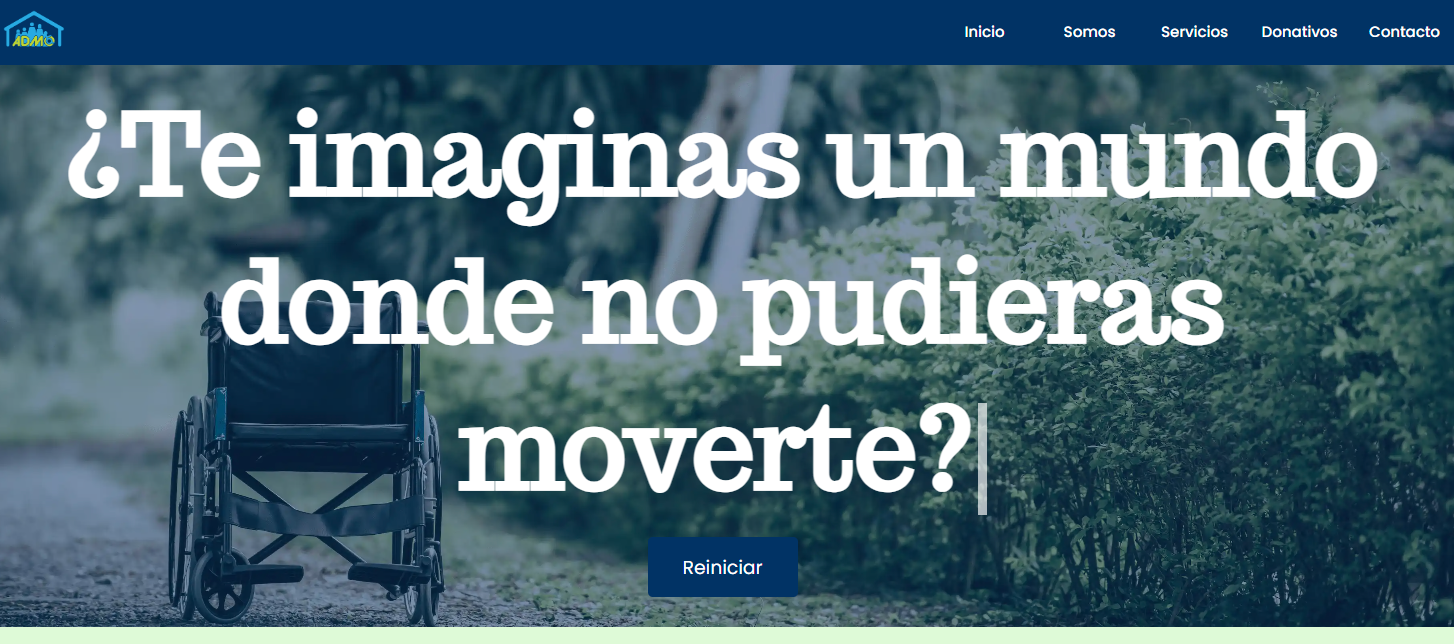 ADMO
Inicio Somos Servicios Donativos Contacto
¿Te imaginas un mundo
donde no pudieras
moverte?
Reiniciar